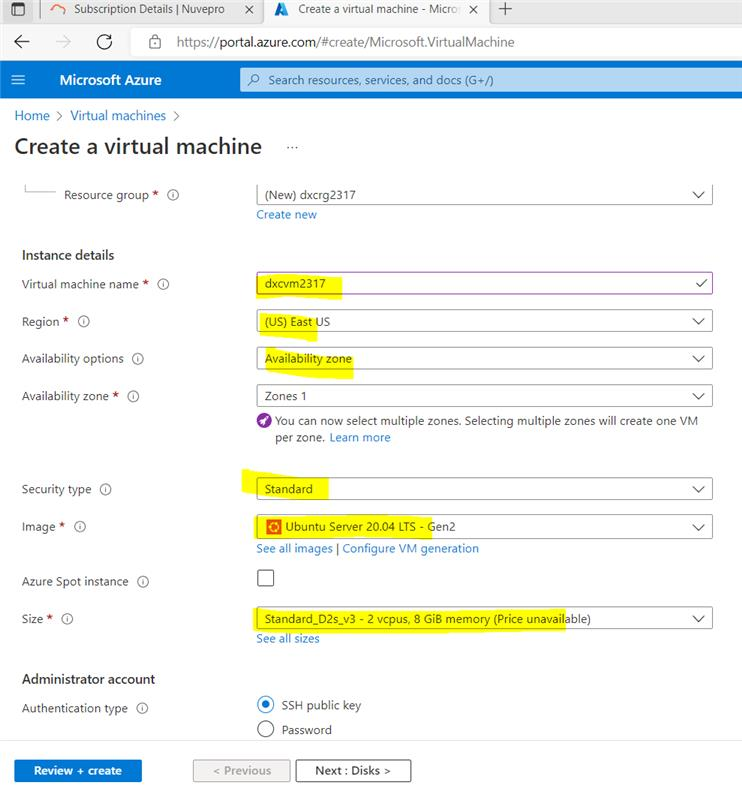 Subscription Details | Nuvepro
Create a virtual machine - Micros
https://portal.azure.com/#create/Microsoft.VirtualMachine
Microsoft Azure
Search resources, services, and docs (G+/)
Home > Virtual machines >
Create a virtual machine ...
Resource group * (New) dxcrg2317
Create new
Instance details
Virtual machine name * dxcvm2317
Region * (US) East US
Availability options Availability zone
Availability zone * Zones 1
You can now select multiple zones. Selecting multiple zones will create one VM
per zone. Learn more
Security type Standard
Image * Ubuntu Server 20.04 LTS - Gen2
See all images | Configure VM generation
Azure Spot instance
Size * Standard_D2s_v3 - 2 vcpus, 8 GiB memory (Price unavailable)
See all sizes
Administrator account
Authentication type SSH public key
Password
Review + create < Previous Next : Disks >